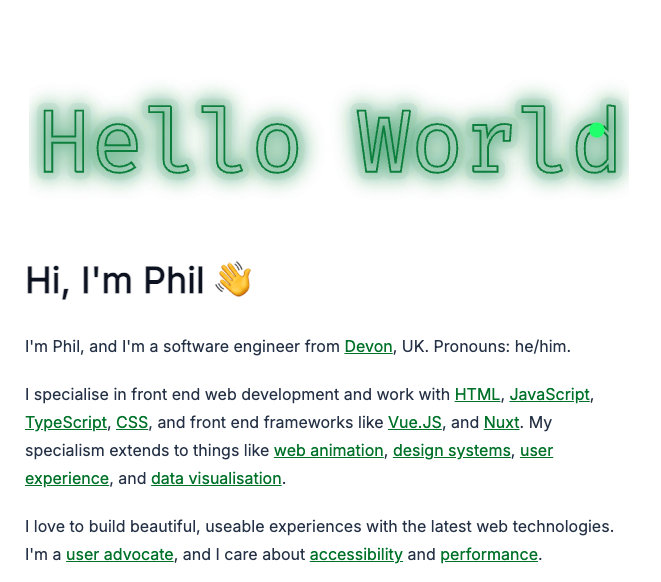 Hello World
Hi, I'm Phil 👋
I'm Phil, and I'm a software engineer from Devon, UK. Pronouns: he/him.
I specialise in front end web development and work with HTML, JavaScript,
TypeScript, CSS, and front end frameworks like Vue.JS, and Nuxt. My
specialism extends to things like web animation, design systems, user
experience, and data visualisation.
I love to build beautiful, useable experiences with the latest web technologies.
I'm a user advocate, and I care about accessibility and performance.